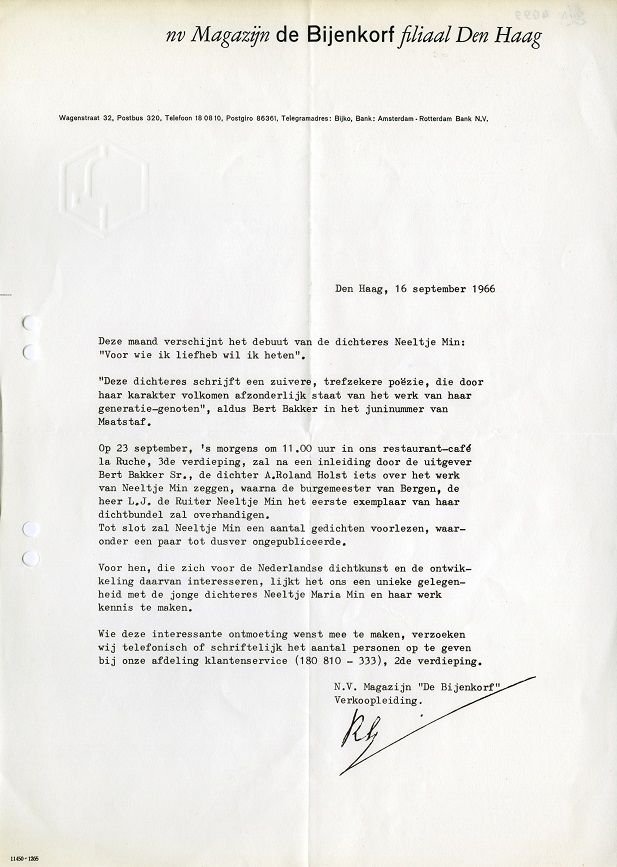 nv Magazijn de Bijenkorf filiaal Den Haag
Wagenstraat 32, Postbus 320, Telefoon 18 08 10, Postgiro 86361, Telegramadres: Bijko, Bank: Amsterdam - Rotterdam Bank N.V.
Den Haag, 16 september 1966
Deze maand verschijnt het debuut van de dichteres Neeltje Min:
"Voor wie ik liefheb wil ik heten".
"Deze dichteres schrijft een zuivere, trefzekere poëzie, die door
haar karakter volkomen afzonderlijk staat van het werk van haar
generatie-genoten", aldus Bert Bakker in het juninummer van
Maatstaf.
Op 23 september, 's morgens om 11.00 uur in ons restaurant-café
la Ruche, 3de verdieping, zal na een inleiding door de uitgever
Bert Bakker Sr., de dichter A.Roland Holst iets over het werk
van Neeltje Min zeggen, waarna de burgemeester van Bergen, de
heer L.J. de Ruiter Neeltje Min het eerste exemplaar van haar
dichtbundel zal overhandigen.
Tot slot zal Neeltje Min een aantal gedichten voorlezen, waar-
onder een paar tot dusver ongepubliceerde.
Voor hen, die zich voor de Nederlandse dichtkunst en de ontwik-
keling daarvan interesseren, lijkt het ons een unieke gelegen-
heid met de jonge dichteres Neeltje Maria Min en haar werk
kennis te maken.
Wie deze interessante ontmoeting wenst mee te maken, verzoeken
wij telefonisch of schriftelijk het aantal personen op te geven
bij onze afdeling klantenservice (180 810 - 333), 2de verdieping.
N.V. Magazijn "De Bijenkorf"
Verkoopleiding.
11450 - 1265